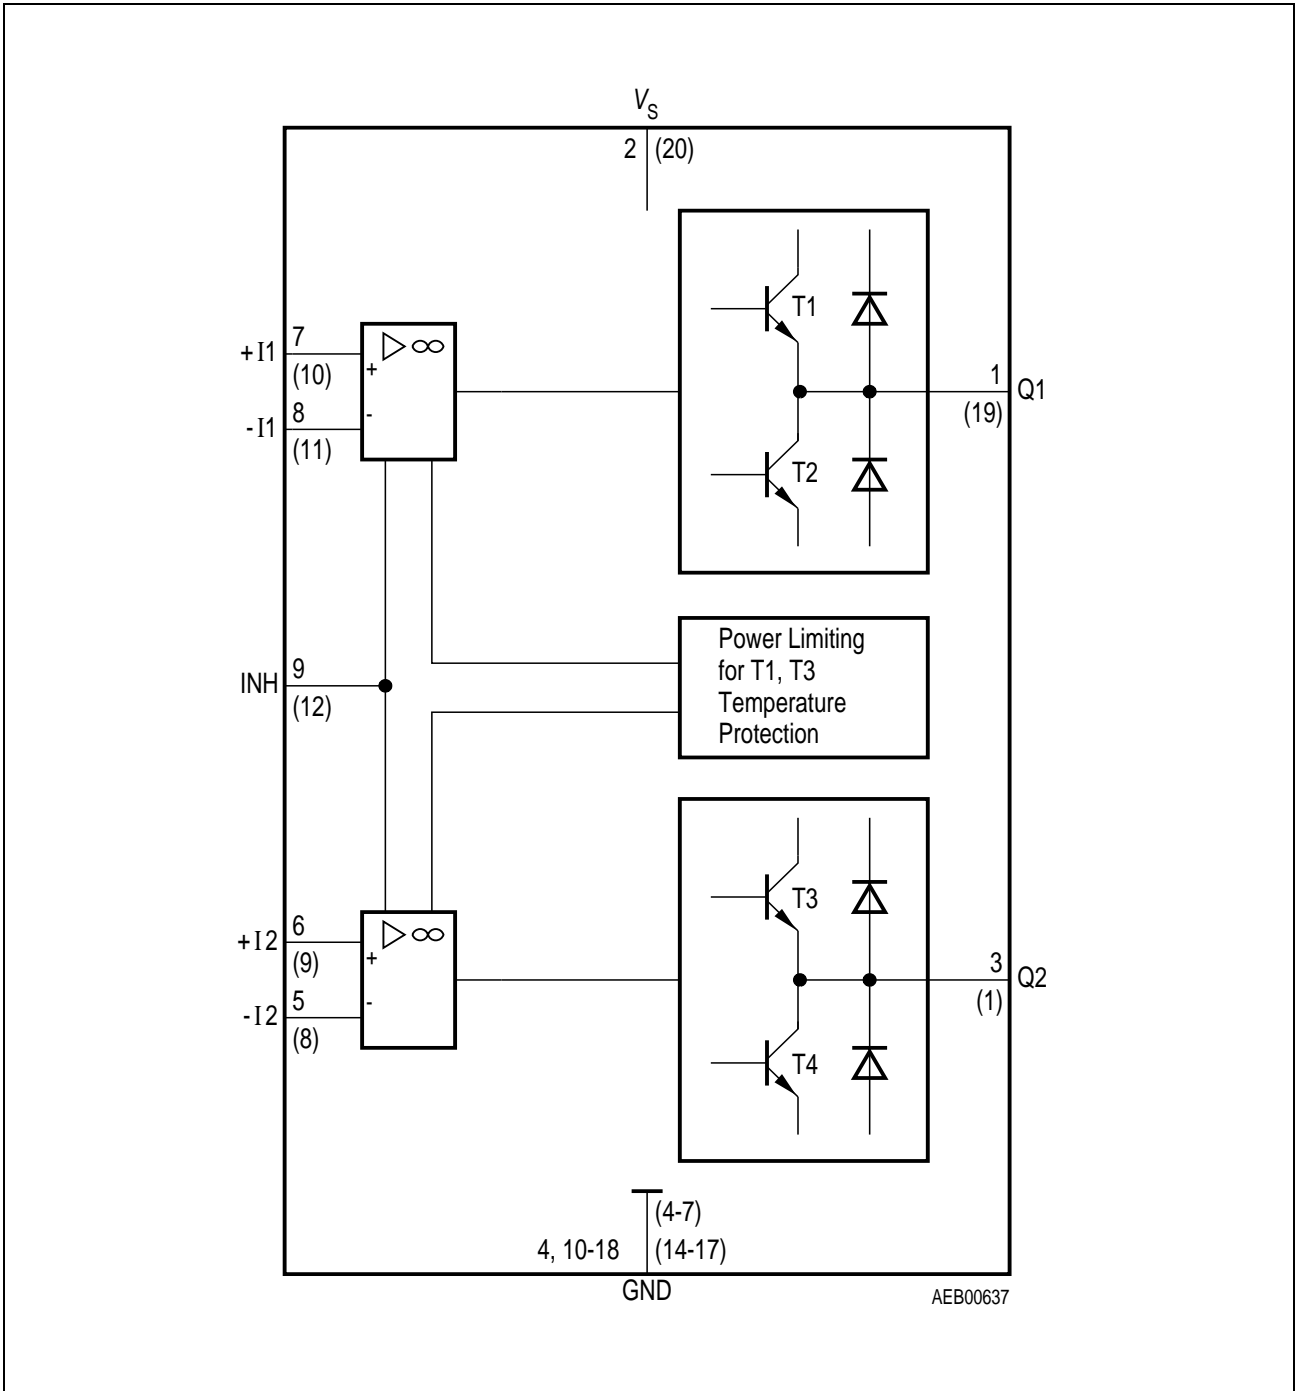 VS
2 (20)
T1
+I1 7
(10)
▷ ∞
+
-I1 8
(11)
-
1 Q1
(19)
T2
Power Limiting
for T1, T3
Temperature
Protection
INH 9
(12)
T3
+I2 6
(9)
▷ ∞
+
-I2 5
(8)
-
3 Q2
(1)
T4
(4-7)
4, 10-18 (14-17)
GND
AEB00637